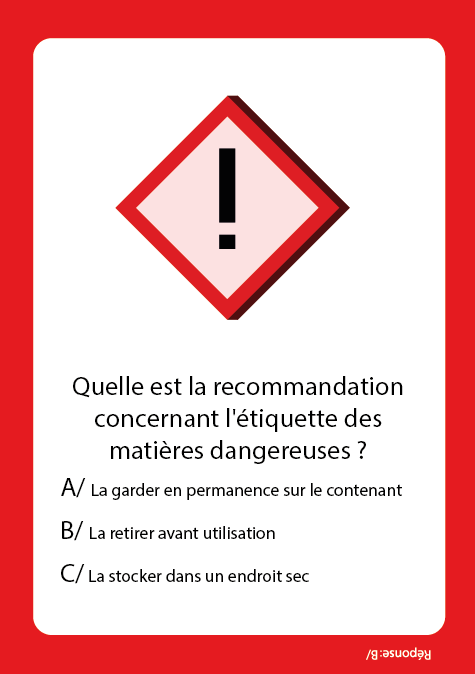 !
Quelle est la recommandation
concernant l'étiquette des
matières dangereuses ?
A/ La garder en permanence sur le contenant
B/ La retirer avant utilisation
C/ La stocker dans un endroit sec
Réponse: B/